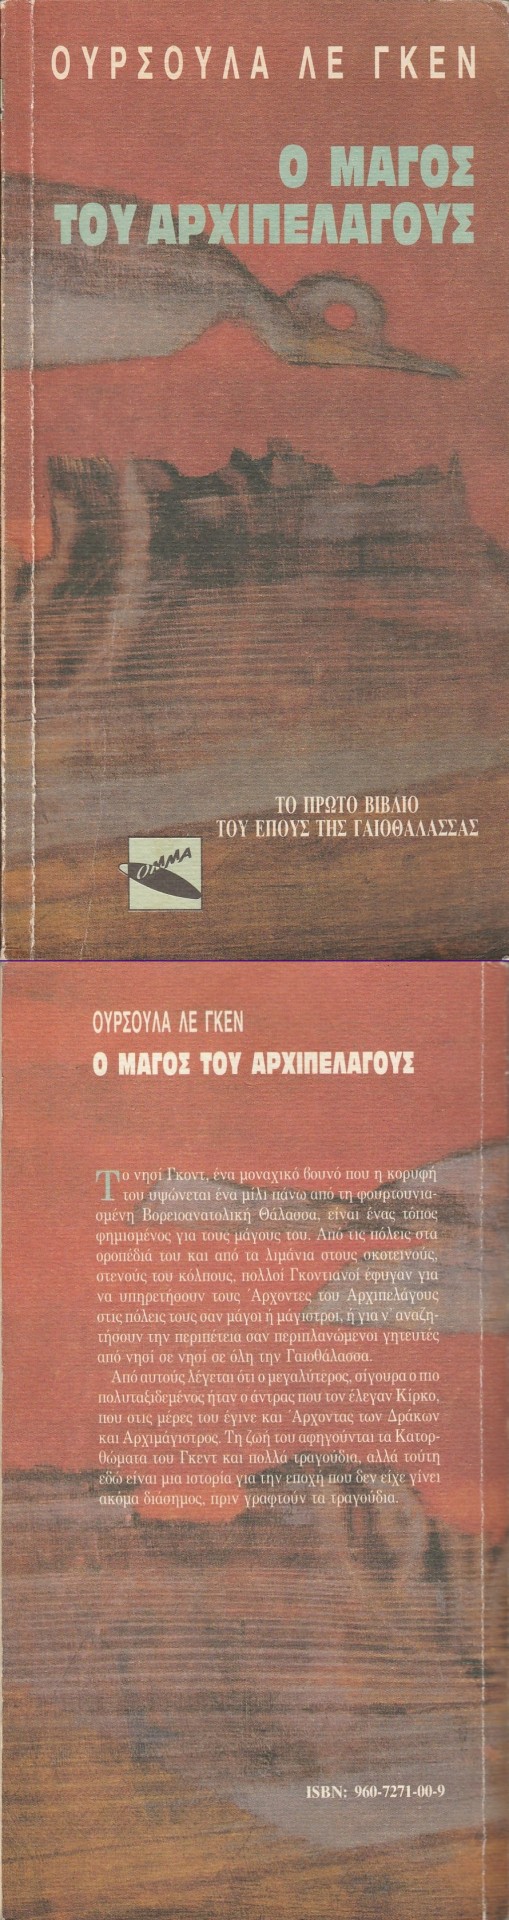 ΟΥΡΣΟΥΛΑ ΛΕ ΓΚΕΝ
Ο ΜΑΓΟΣ
ΤΟΥ ΑΡΧΙΠΕΛΑΓΟΥΣ
ΤΟ ΠΡΩΤΟ ΒΙΒΛΙΟ
ΤΟΥ ΕΠΟΥΣ ΤΗΣ ΓΑΙΟΘΑΛΑΣΣΑΣ
ΟΜΜΑ
ΟΥΡΣΟΥΛΑ ΛΕ ΓΚΕΝ
Ο ΜΑΓΟΣ ΤΟΥ ΑΡΧΙΠΕΛΑΓΟΥΣ
Το νησί Γκοντ, ένα μοναχικό βουνό που η κορυφή
του υψώνεται ένα μίλι πάνω από τη φουρτουνια-
σμένη Βορειοανατολική Θάλασσα, είναι ένας τόπος
φημισμένος για τους μάγους του. Από τις πόλεις στα
οροπέδιά του και από τα λιμάνια στους σκοτεινούς,
στενούς του κόλπους, πολλοί Γκοντιανοί έφυγαν για
να υπηρετήσουν τους Άρχοντες του Αρχιπελάγους
στις πόλεις τους σαν μάγοι ή μάγιστροι, ή για ν' αναζη-
τήσουν την περιπέτεια σαν περιπλανώμενοι γητευτές
από νησί σε νησί σε όλη την Γαιοθάλασσα.
Από αυτούς λέγεται ότι ο μεγαλύτερος, σίγουρα ο πιο
πολυταξιδεμένος ήταν ο άντρας που τον έλεγαν Κίρκο,
που στις μέρες του έγινε και Άρχοντας των Δράκων
και Αρχιμάγιστρος. Τη ζωή του αφηγούνται τα Κατορ-
θώματα του Γκεντ και πολλά τραγούδια, αλλά τούτη
εδώ είναι μια ιστορία για την εποχή που δεν είχε γίνει
ακόμα διάσημος, πριν γραφτούν τα τραγούδια.
ISBN: 960-7271-00-9